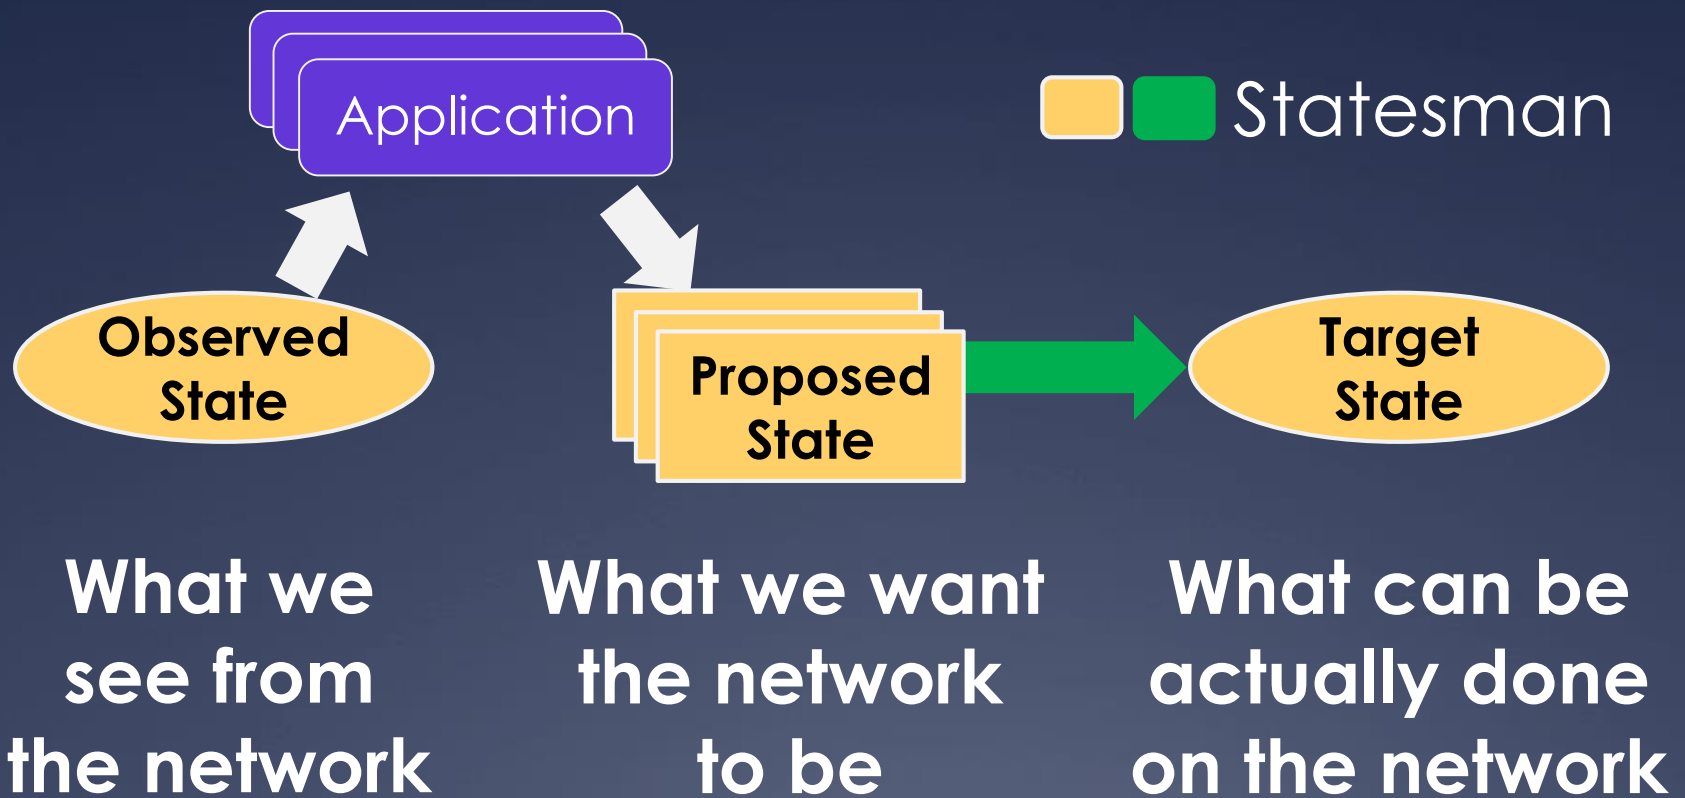 Application
Statesman
Observed
State
Proposed
State
Target
State
What we
see from
the network
What we want
the network
to be
What can be
actually done
on the network